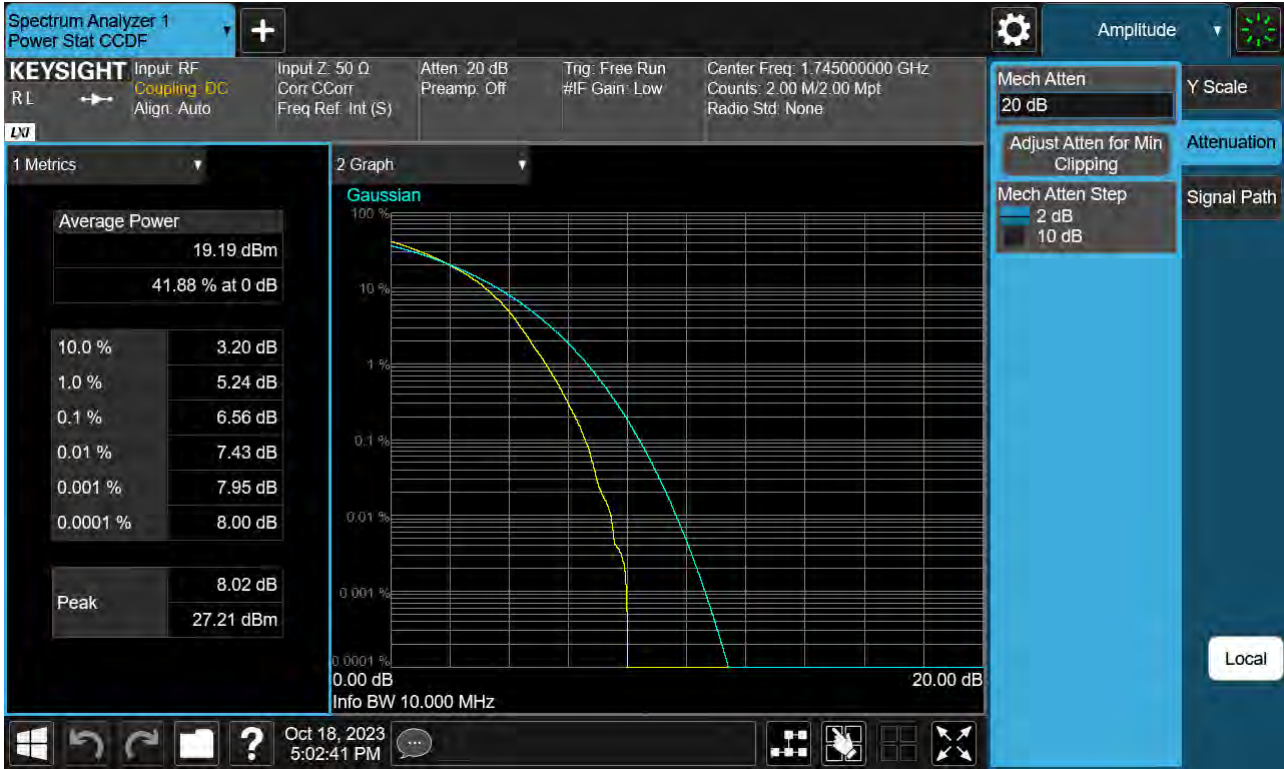 Spectrum Analyzer 1
Power Stat CCDF
+
Amplitude
KEYSIGHT
RL
LXI
Input: RF
Coupling: DC
Align: Auto
Input Z: 50 Ω
Corr CCorr
Freq Ref: Int (S)
Atten: 20 dB
Preamp: Off
Trig: Free Run
#IF Gain: Low
Center Freq: 1.745000000 GHz
Counts: 2.00 M/2.00 Mpt
Radio Std: None
1 Metrics
Average Power
19.19 dBm
41.88 % at 0 dB
10.0 % 3.20 dB
1.0 % 5.24 dB
0.1 % 6.56 dB
0.01 % 7.43 dB
0.001 % 7.95 dB
0.0001 % 8.00 dB
Peak
8.02 dB
27.21 dBm
2 Graph
Gaussian
100 %
10 %
1 %
0.1 %
0.01 %
0.001 %
0.0001 %
0.00 dB 20.00 dB
Info BW 10.000 MHz
Mech Atten
20 dB
Adjust Atten for Min
Clipping
Mech Atten Step
2 dB
10 dB
Y Scale
Attenuation
Signal Path
Local
?
Oct 18, 2023
5:02:41 PM